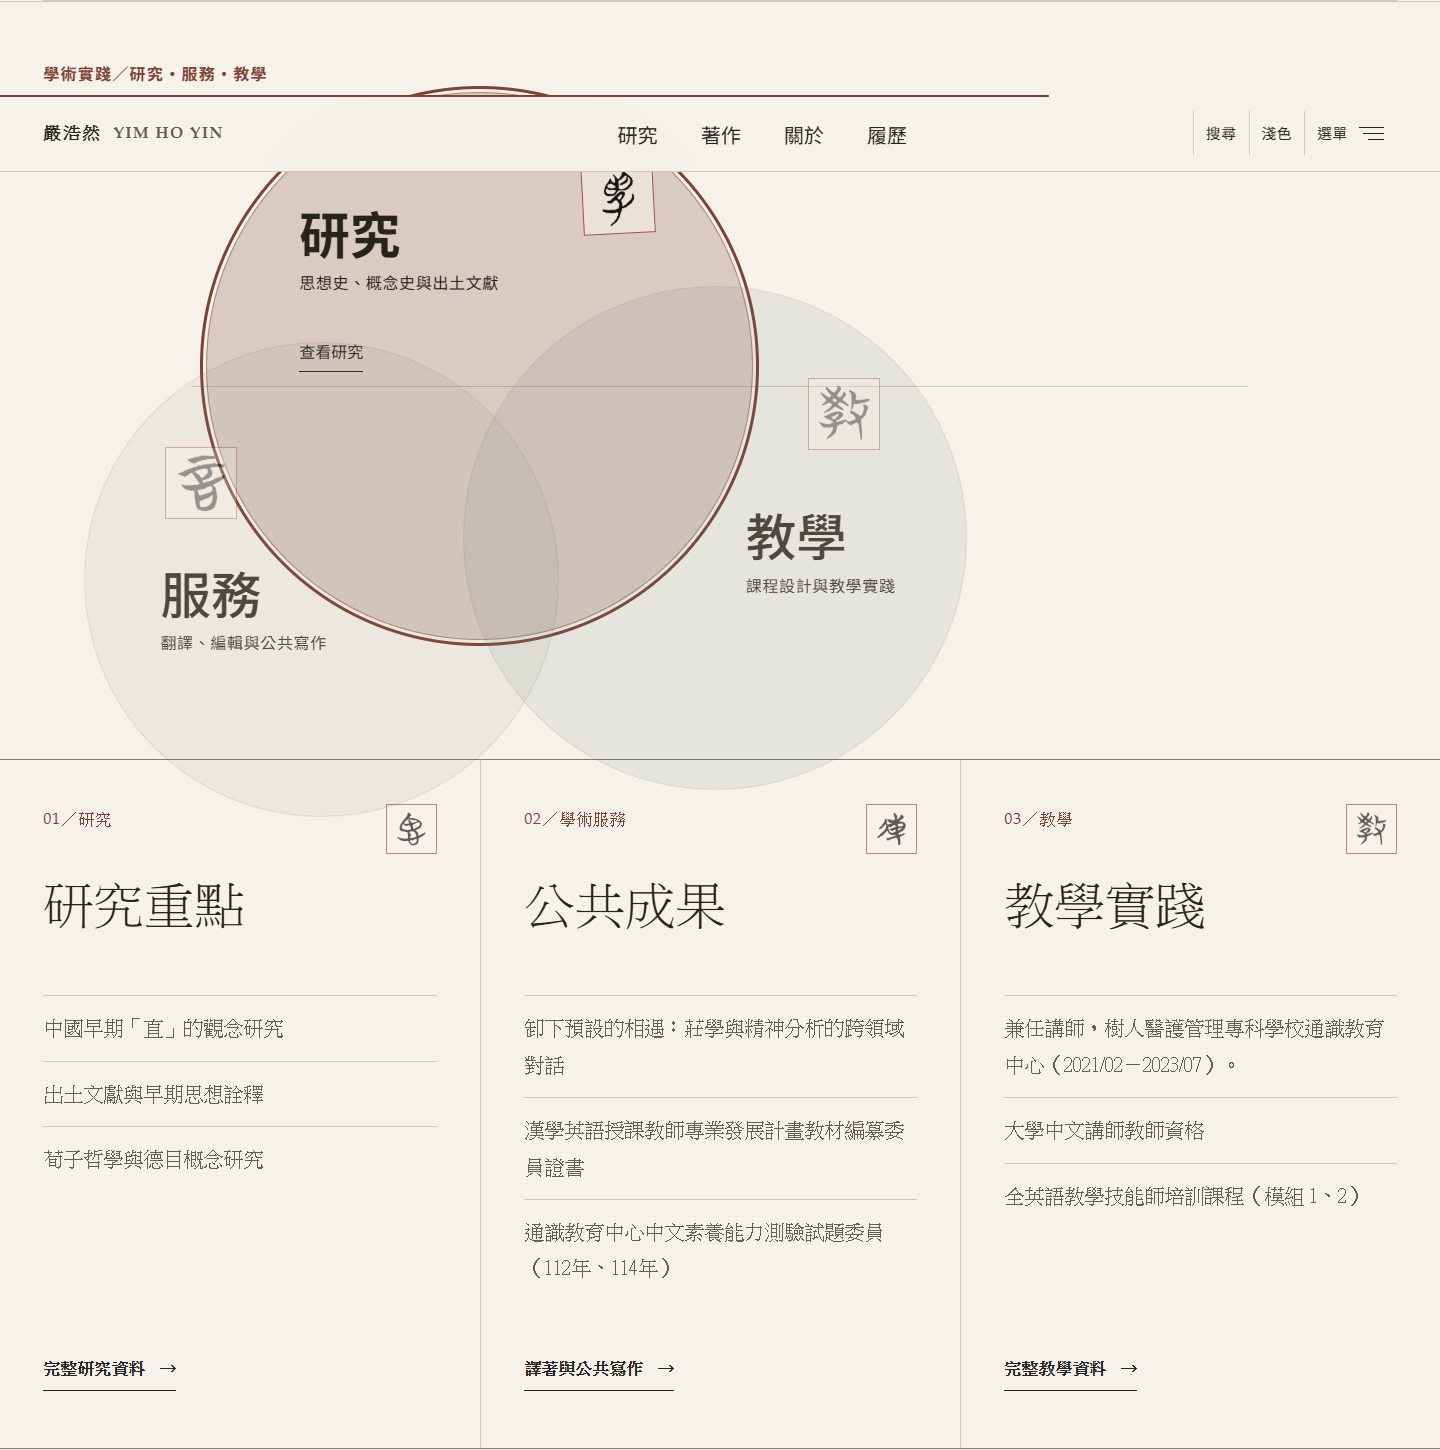 學術實踐／研究・服務・教學
嚴浩然 YIM HO YIN
研究 著作 關於 履歷
搜尋 淺色 選單
研究
思想史、概念史與出土文獻
查看研究
教學
課程設計與教學實踐
服務
翻譯、編輯與公共寫作
01／研究
研究重點
中國早期「直」的觀念研究
出土文獻與早期思想詮釋
荀子哲學與德目概念研究
完整研究資料 →
02／學術服務
公共成果
卸下預設的相遇：莊學與精神分析的跨領域
對話
漢學英語授課教師專業發展計畫教材編纂委
員證書
通識教育中心中文素養能力測驗試題委員
（112年、114年）
譯著與公共寫作 →
03／教學
教
教學實踐
兼任講師，樹人醫護管理專科學校通識教育
中心（2021/02－2023/07）。
大學中文講師教師資格
全英語教學技能師培訓課程（模組 1、2）
完整教學資料 →